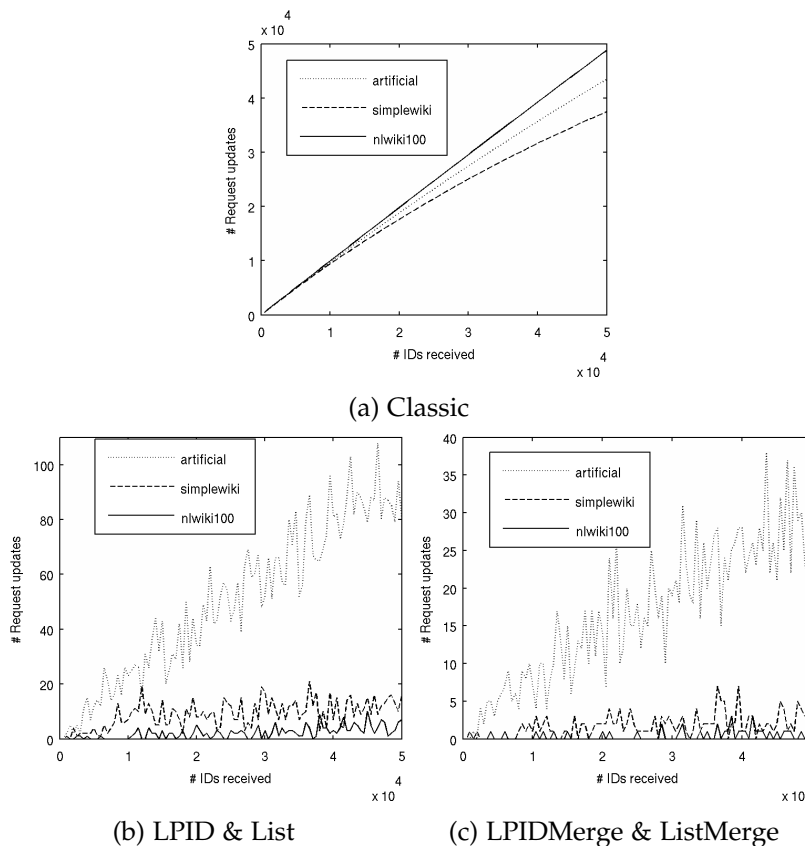 x 10 4
5
4
3
2
1
0
# Request updates
artificial
simplewiki
nlwiki100
0 1 2 3 4 5
# IDs received
x 10 4
(a) Classic
100
80
60
40
20
0
# Request updates
artificial
simplewiki
nlwiki100
0 1 2 3 4 5
# IDs received
x 10 4
(b) LPID & List
40
35
30
25
20
15
10
5
0
# Request updates
artificial
simplewiki
nlwiki100
0 1 2 3 4
# IDs received
x 10
(c) LPIDMerge & ListMerge